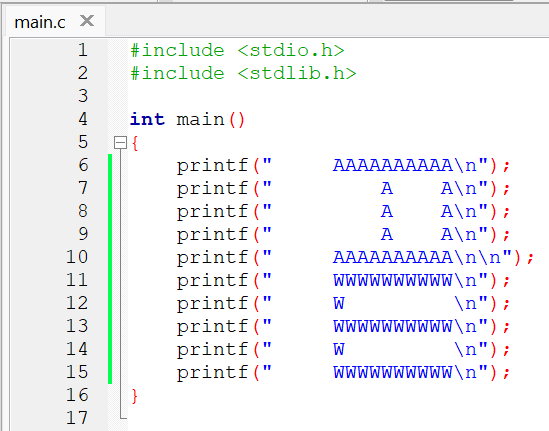 main.c
1 #include <stdio.h>
2 #include <stdlib.h>
3
4 int main()
5 {
6     printf("     AAAAAAAAAA\n");
7     printf("         A    A\n");
8     printf("         A    A\n");
9     printf("         A    A\n");
10     printf("     AAAAAAAAAA\n\n");
11     printf("     WWWWWWWWWW\n");
12     printf("     W         \n");
13     printf("     WWWWWWWWWW\n");
14     printf("     W         \n");
15     printf("     WWWWWWWWWW\n");
16 }
17